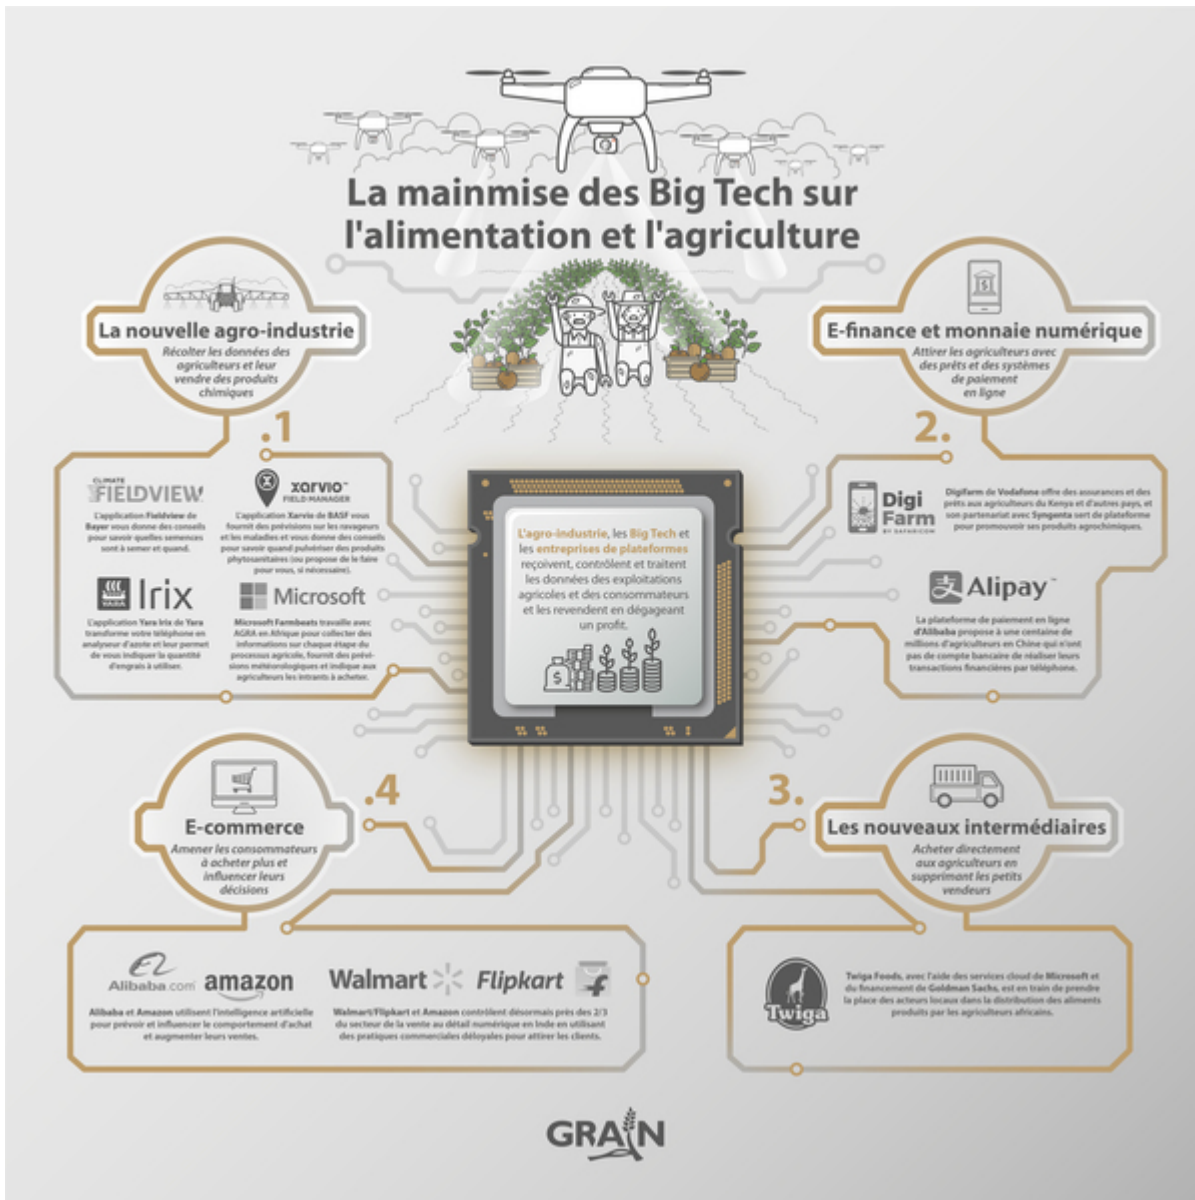 La mainmise des Big Tech sur
l'alimentation et l'agriculture
La nouvelle agro-industrie
Récolter les données des
agriculteurs et leur
vendre des produits
chimiques
.1
CLIMATE
FIELDVIEW
L'application Fieldview de
Bayer vous donne des conseils
pour savoir quelles semences
sont à semer et quand.
xarvio™
FIELD MANAGER
L'application Xarvio de BASF vous
fournit des prévisions sur les ravageurs
et les maladies et vous donne des conseils
pour savoir quand pulvériser des produits
phytosanitaires (ou propose de le faire
pour vous, si nécessaire).
YARA
Irix
L'application Yara Irix de Yara
transforme votre téléphone en
analyseur d'azote et leur permet
de vous indiquer la quantité
d'engrais à utiliser.
Microsoft
Microsoft Farmbeats travaille avec
AGRA en Afrique pour collecter des
informations sur chaque étape du
processus agricole, fournit des prévi-
sions météorologiques et indique aux
agriculteurs les intrants à acheter.
L'agro-industrie, les Big Tech et
les entreprises de plateformes
reçoivent, contrôlent et traitent
les données des exploitations
agricoles et des consommateurs
et les revendent en dégageant
un profit.
$
E-finance et monnaie numérique
Attirer les agriculteurs avec
des prêts et des systèmes
de paiement
en ligne
2.
Digi
Farm
BY SAFARICOM
Digifarm de Vodafone offre des assurances et des
prêts aux agriculteurs du Kenya et d'autres pays, et
son partenariat avec Syngenta sert de plateforme
pour promouvoir ses produits agrochimiques.
支 Alipay™
La plateforme de paiement en ligne
d'Alibaba propose à une centaine de
millions d'agriculteurs en Chine qui n'ont
pas de compte bancaire de réaliser leurs
transactions financières par téléphone.
3.
Les nouveaux intermédiaires
Acheter directement
aux agriculteurs en
supprimant les petits
vendeurs
Twiga
Twiga Foods, avec l'aide des services cloud de Microsoft et
du financement de Goldman Sachs, est en train de prendre
la place des acteurs locaux dans la distribution des aliments
produits par les agriculteurs africains.
.4
E-commerce
Amener les consommateurs
à acheter plus et
influencer leurs
décisions
Alibaba.com amazon
Alibaba et Amazon utilisent l'intelligence artificielle
pour prévoir et influencer le comportement d'achat
et augmenter leurs ventes.
Walmart Flipkart
Walmart/Flipkart et Amazon contrôlent désormais près des 2/3
du secteur de la vente au détail numérique en Inde en utilisant
des pratiques commerciales déloyales pour attirer les clients.
GRAIN